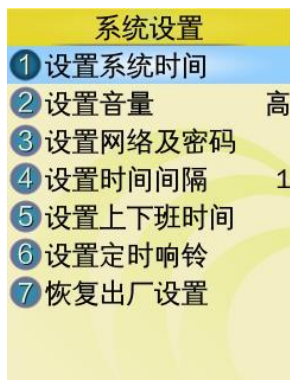 系统设置
1 设置系统时间
2 设置音量 高
3 设置网络及密码
4 设置时间间隔 1
5 设置上下班时间
6 设置定时响铃
7 恢复出厂设置